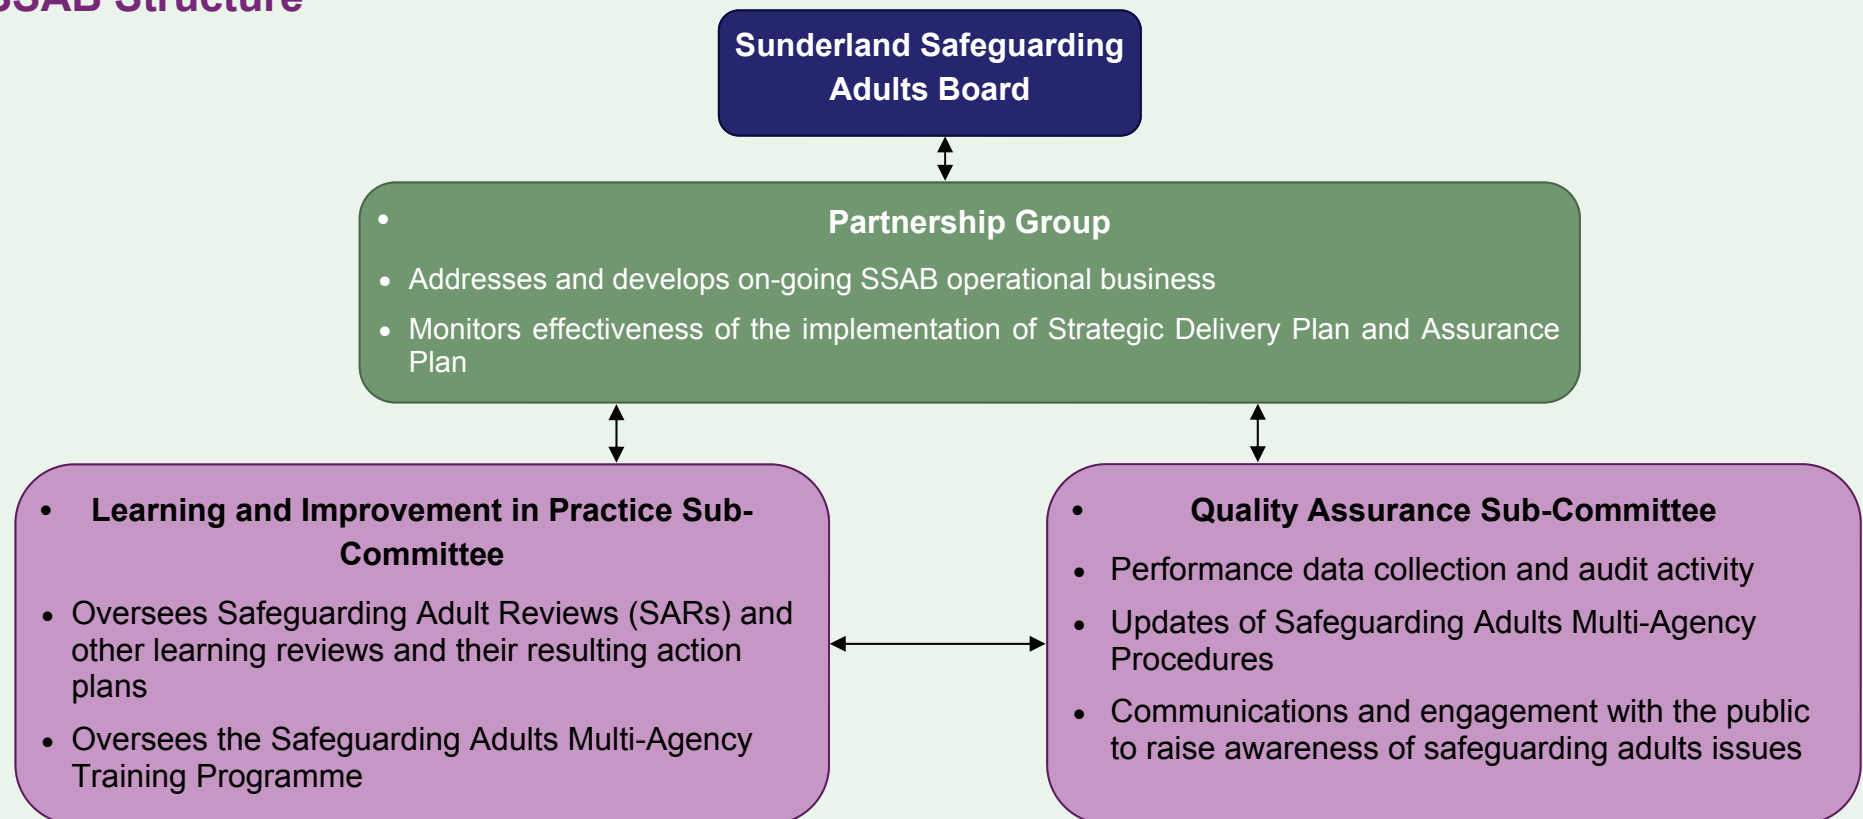 SSAB Structure
Sunderland Safeguarding
Adults Board
• Partnership Group
• Addresses and develops on-going SSAB operational business
• Monitors effectiveness of the implementation of Strategic Delivery Plan and Assurance
Plan
• Learning and Improvement in Practice Sub-
Committee
• Oversees Safeguarding Adult Reviews (SARs) and
other learning reviews and their resulting action
plans
• Oversees the Safeguarding Adults Multi-Agency
Training Programme
• Quality Assurance Sub-Committee
• Performance data collection and audit activity
• Updates of Safeguarding Adults Multi-Agency
Procedures
• Communications and engagement with the public
to raise awareness of safeguarding adults issues